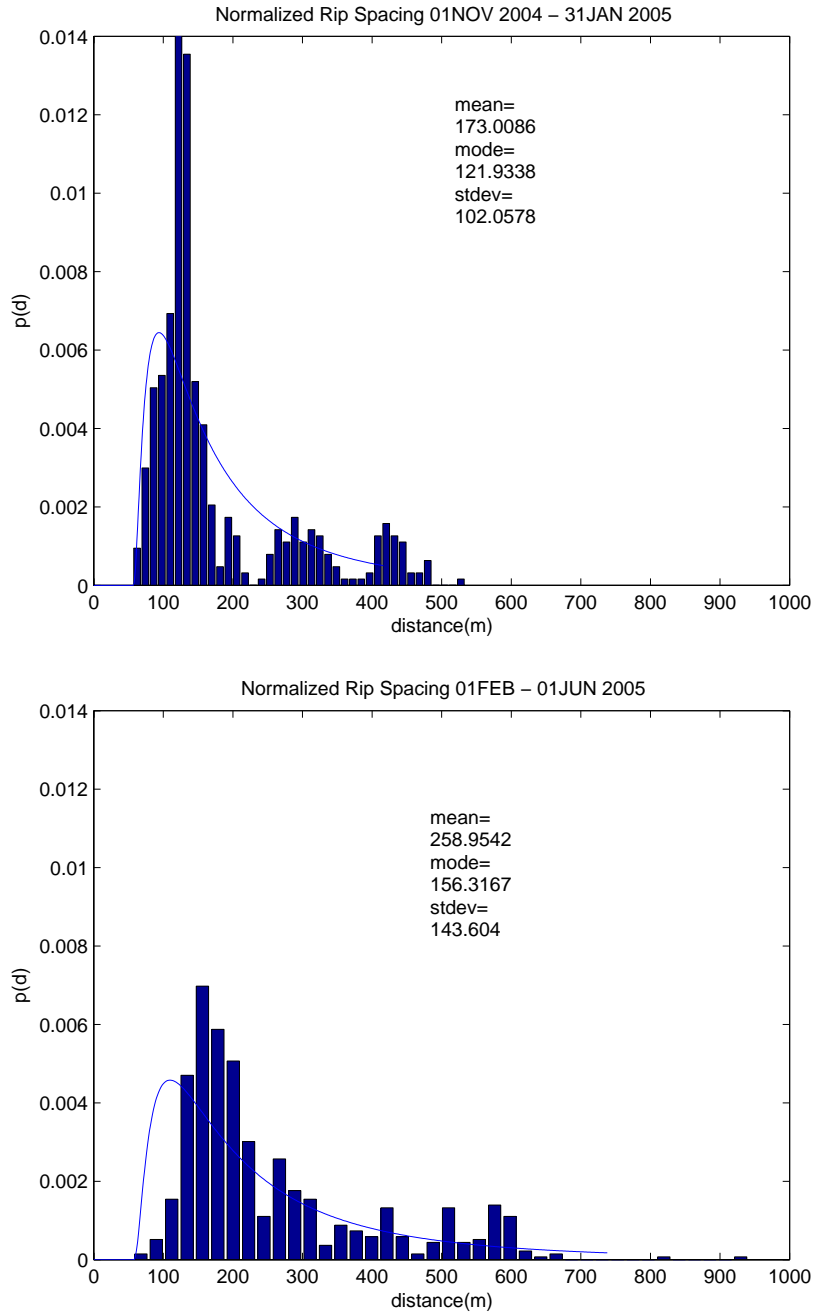 Normalized Rip Spacing 01NOV 2004 – 31JAN 2005
0.014
0.012
0.01
0.008
0.006
0.004
0.002
0
p(d)
mean=
173.0086
mode=
121.9338
stdev=
102.0578
0 100 200 300 400 500 600 700 800 900 1000
distance(m)
Normalized Rip Spacing 01FEB – 01JUN 2005
0.014
0.012
0.01
0.008
0.006
0.004
0.002
0
p(d)
mean=
258.9542
mode=
156.3167
stdev=
143.604
0 100 200 300 400 500 600 700 800 900 1000
distance(m)